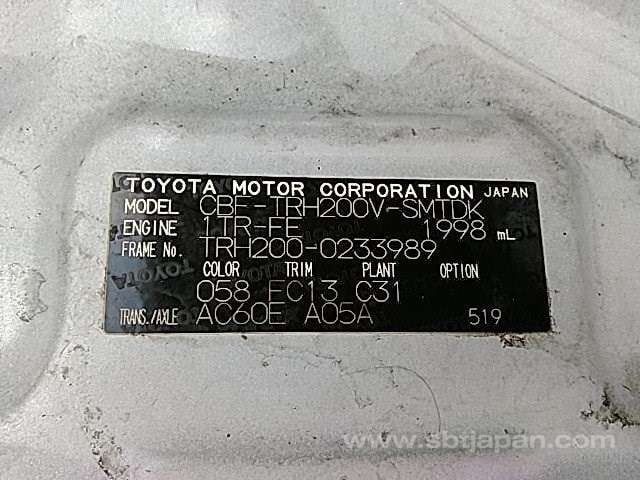 TOYOTA MOTOR CORPORATION JAPAN
MODEL CBF-TRH200V-SMTDK
ENGINE 1TR-FE 1998 mL
FRAME No. TRH200-0233989
COLOR TRIM PLANT OPTION
058 FC13 C31
TRANS./AXLE AC60E A05A 519
www.sbtjapan.com